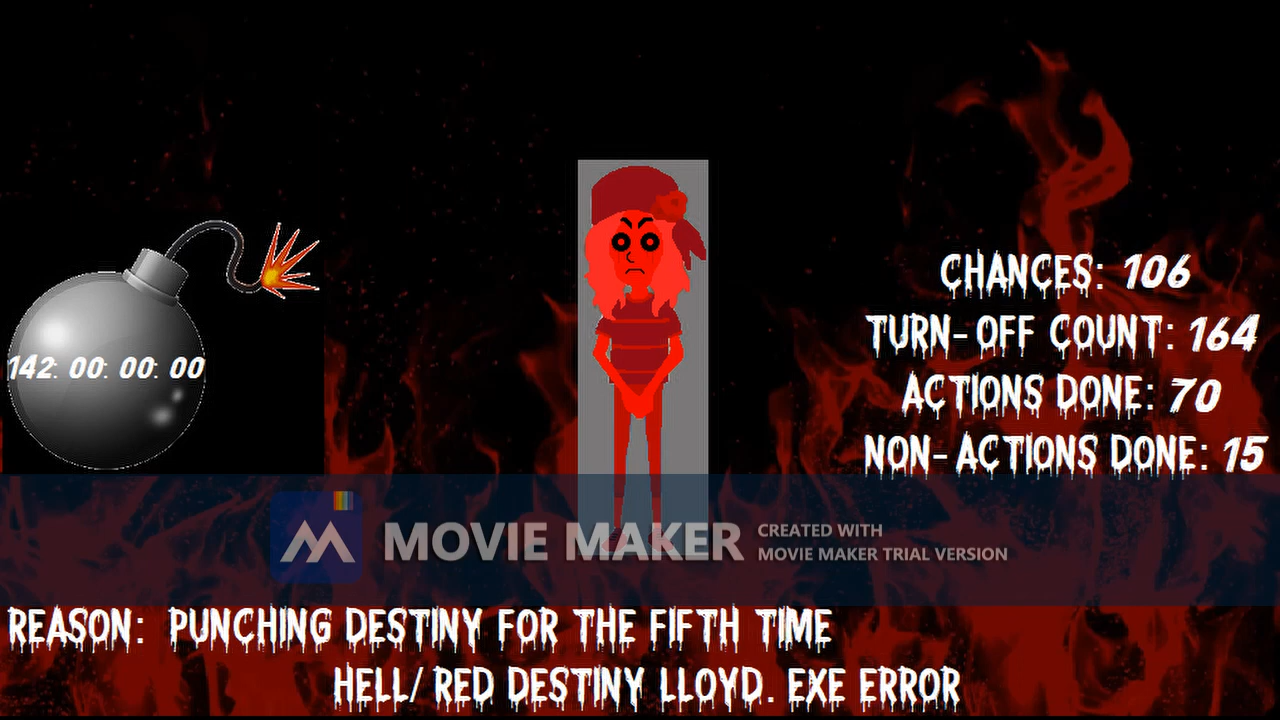 CHANCES: 106
TURN-OFF COUNT: 164
142: 00: 00: 00
ACTIONS DONE: 70
NON-ACTIONS DONE: 15
MOVIE MAKER
CREATED WITH
MOVIE MAKER TRIAL VERSION
REASON: PUNCHING DESTINY FOR THE FIFTH TIME
HELL/ RED DESTINY LLOYD. EXE ERROR